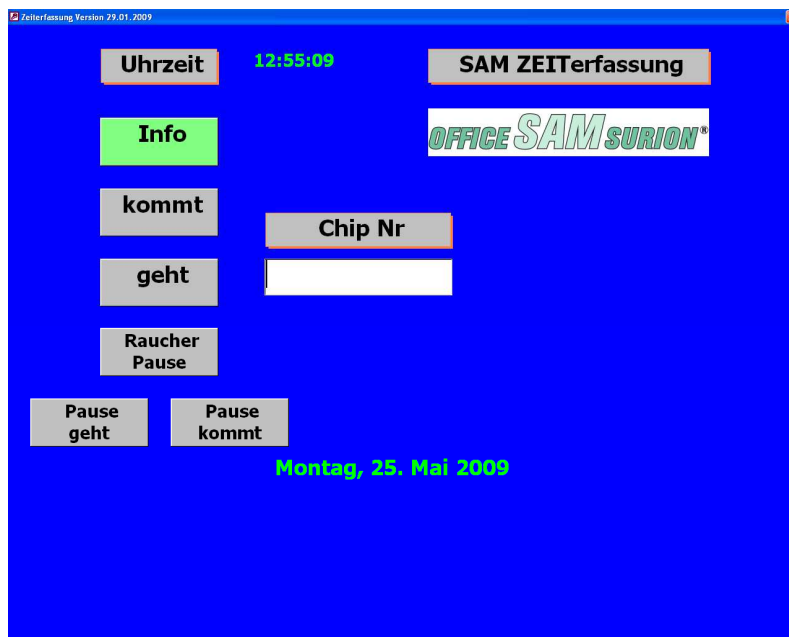 Zeiterfassung Version 29.01.2009
Uhrzeit
12:55:09
SAM ZEITerfassung
Info
OFFICE SAM SURION®
kommt
Chip Nr
geht
Raucher
Pause
Pause
geht
Pause
kommt
Montag, 25. Mai 2009